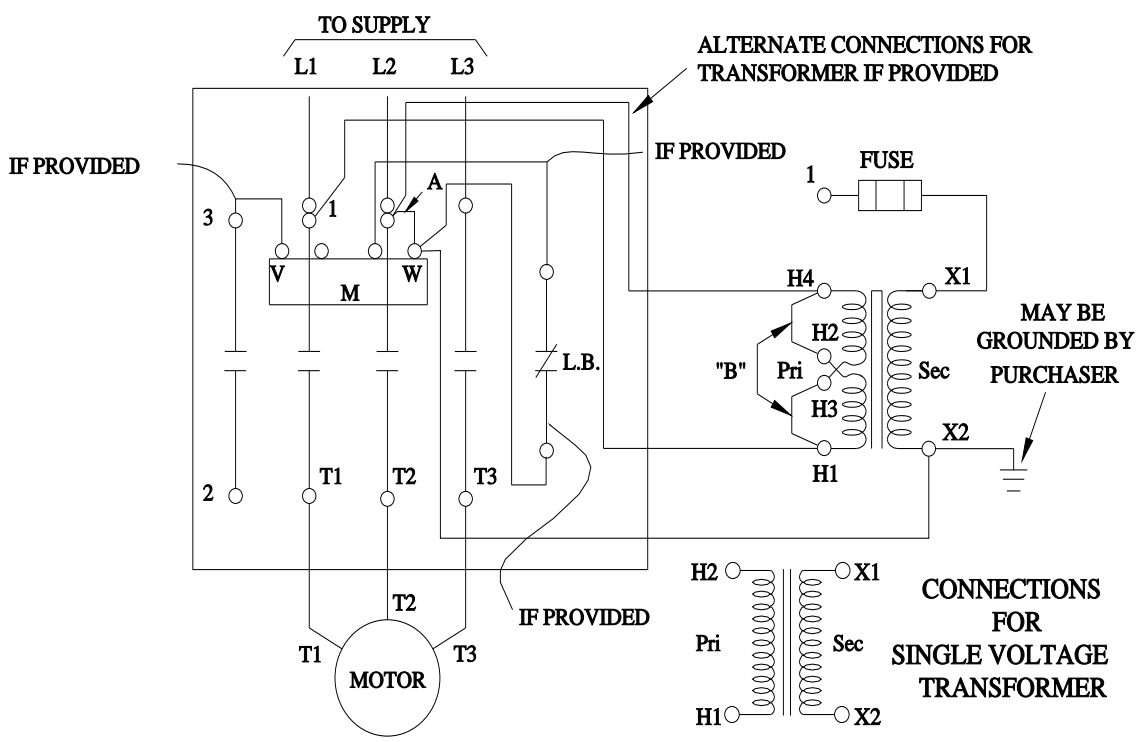 TO SUPPLY
L1 L2 L3
ALTERNATE CONNECTIONS FOR
TRANSFORMER IF PROVIDED
IF PROVIDED
IF PROVIDED
A
3
1
V
W
M
1
FUSE
H4
X1
H2
"B"
Pri
H3
Sec
H1
X2
MAY BE
GROUNDED BY
PURCHASER
L.B.
2
T1
T2
T3
IF PROVIDED
T2
T1
T3
MOTOR
H2
X1
Pri
Sec
H1
X2
CONNECTIONS
FOR
SINGLE VOLTAGE
TRANSFORMER